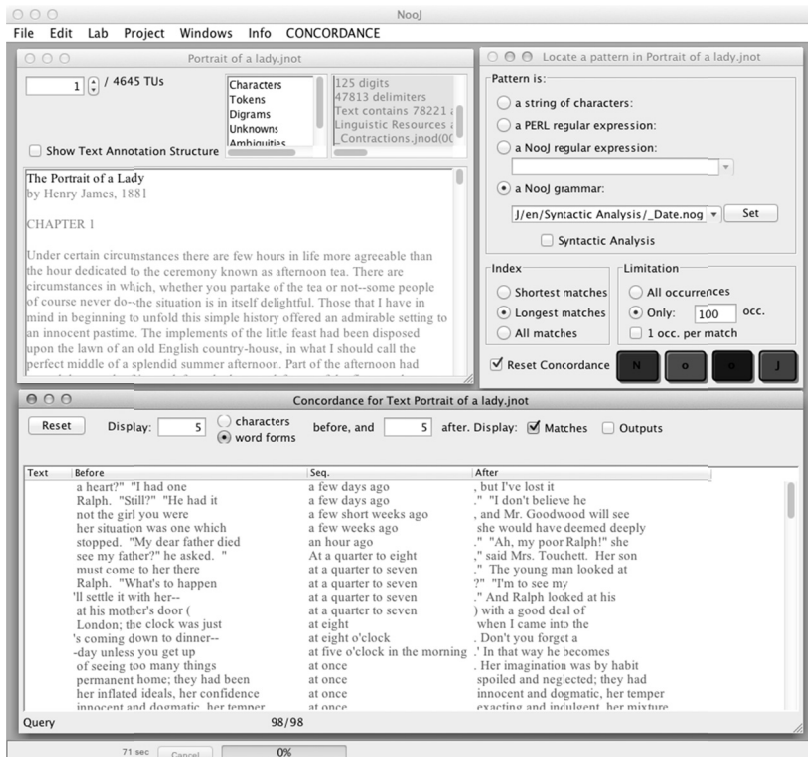 NooJ
File Edit Lab Project Windows Info CONCORDANCE
Portrait of a lady.jnot
1 / 4645 TUs
Characters
Tokens
Digrams
Unknowns
Ambiguities
125 digits
47813 delimiters
Text contains 78221
Linguistic Resources
_Contractions.jnod(00
Show Text Annotation Structure
The Portrait of a Lady
by Henry James, 1881
CHAPTER 1
Under certain circumstances there are few hours in life more agreeable than
the hour dedicated to the ceremony known as afternoon tea. There are
circumstances in which, whether you partake of the tea or not--some people
of course never do--the situation is in itself delightful. Those that I have in
mind in beginning to unfold this simple history offered an admirable setting to
an innocent pastime. The implements of the little feast had been disposed
upon the lawn of an old English country-house, in what I should call the
perfect middle of a splendid summer afternoon. Part of the afternoon had
Locate a pattern in Portrait of a lady.jnot
Pattern is:
a string of characters:
a PERL regular expression:
a NooJ regular expression:
a NooJ grammar:
J/en/Syntactic Analysis/_Date.nog Set
Syntactic Analysis
Index
Shortest matches
Longest matches
All matches
Limitation
All occurrences
Only: 100 occ.
1 occ. per match
Reset Concordance N o o J
Concordance for Text Portrait of a lady.jnot
Reset Display: 5 characters
word forms before, and 5 after. Display: Matches Outputs
Text Before Seq. After
a heart?" "I had one a few days ago , but I've lost it
Ralph. "Still?" "He had it a few days ago ." "I don't believe he
not the girl you were a few short weeks ago , and Mr. Goodwood will see
her situation was one which a few weeks ago she would have deemed deeply
stopped. "My dear father died an hour ago ." "Ah, my poor Ralph!" she
see my father?" he asked. " At a quarter to eight ," said Mrs. Touchett. Her son
must come to her there at a quarter to seven ." The young man looked at
Ralph. "What's to happen at a quarter to seven ?" "I'm to see my
'll settle it with her-- at a quarter to seven ." And Ralph looked at his
at his mother's door ( at a quarter to seven ) with a good deal of
London; the clock was just at eight when I came into the
's coming down to dinner-- at eight o'clock . Don't you forget a
-day unless you get up at five o'clock in the morning .' In that way he becomes
of seeing too many things at once . Her imagination was by habit
permanent home; they had been at once spoiled and neglected; they had
her inflated ideals, her confidence at once innocent and dogmatic, her temper
innocent and dogmatic, her temper at once exacting and indulgent, her mixture
Query 98/98
71 sec Cancel 0%